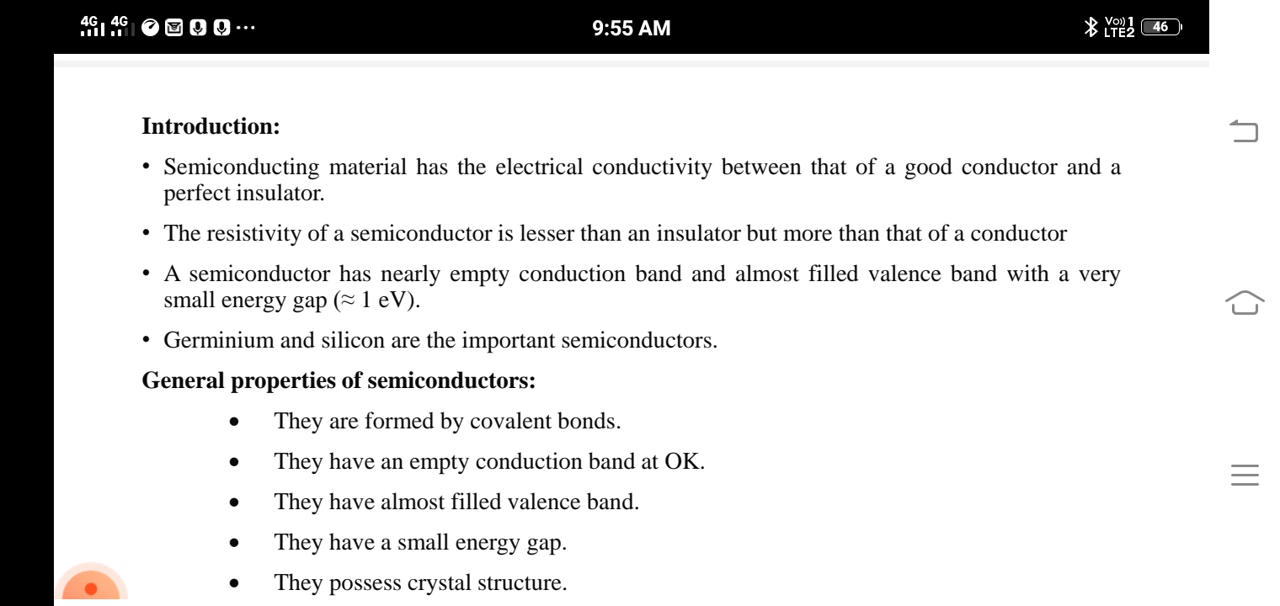 4G 4G 9:55 AM Vo)) 1 LTE2 46
Introduction:
• Semiconducting material has the electrical conductivity between that of a good conductor and a
perfect insulator.
• The resistivity of a semiconductor is lesser than an insulator but more than that of a conductor
• A semiconductor has nearly empty conduction band and almost filled valence band with a very
small energy gap (≈ 1 eV).
• Germinium and silicon are the important semiconductors.
General properties of semiconductors:
• They are formed by covalent bonds.
• They have an empty conduction band at OK.
• They have almost filled valence band.
• They have a small energy gap.
• They possess crystal structure.